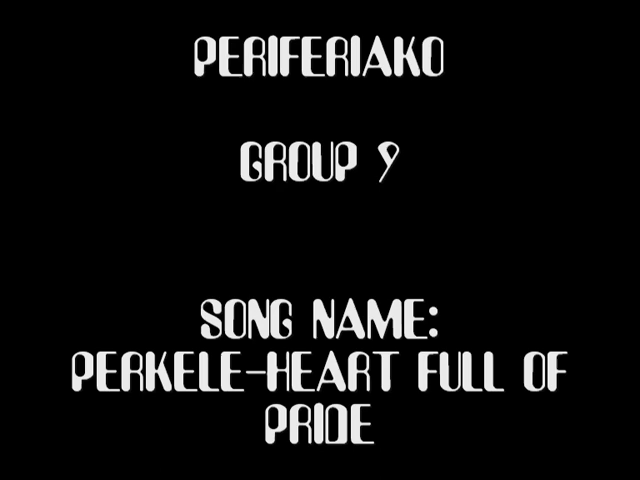 PERIFERIAKO
GROUP 9
SONG NAME:
PERKELE-HEART FULL OF
PRIDE